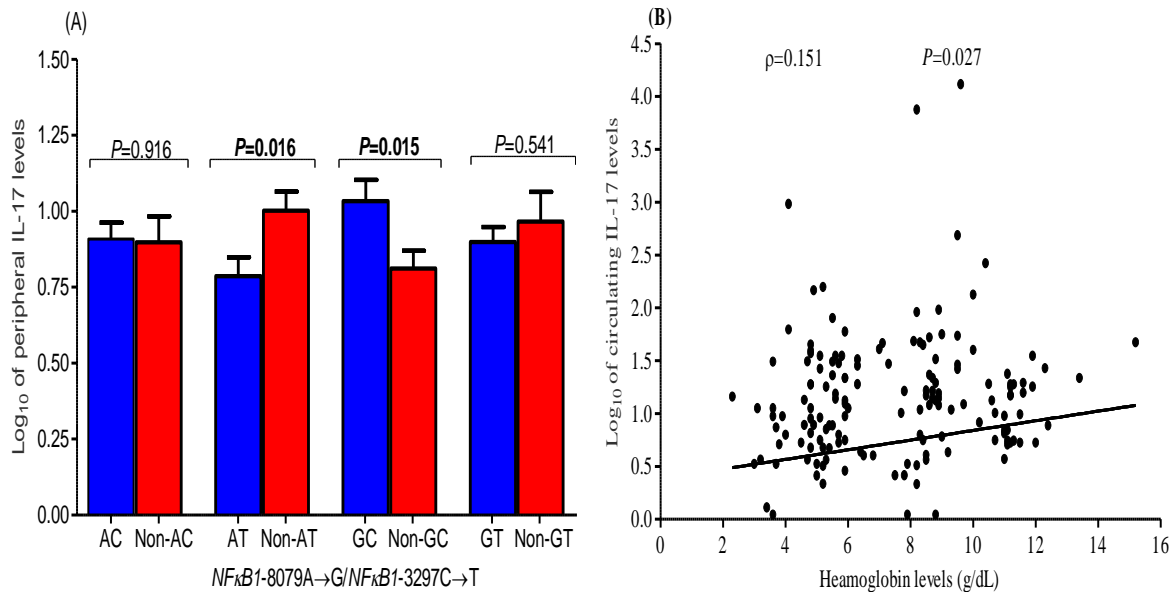 (A)
Log₁₀ of peripheral IL-17 levels
1.50
1.25
1.00
0.75
0.50
0.25
0.00
P=0.916
P=0.016
P=0.015
P=0.541
AC Non-AC AT Non-AT GC Non-GC GT Non-GT
NFκB1-8079A→G/NFκB1-3297C→T
(B)
Log₁₀ of circulating IL-17 levels
4.5
4.0
3.5
3.0
2.5
2.0
1.5
1.0
0.5
0.0
ρ=0.151 P=0.027
0 2 4 6 8 10 12 14 16
Heamoglobin levels (g/dL)